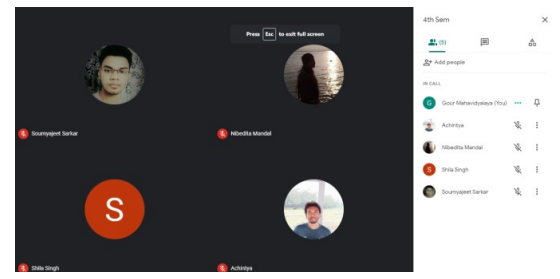 Press Esc to exit full screen
Soumyajeet Sarkar
Nibedita Mandal
S
Shila Singh
Achintya
4th Sem
(5)
Add people
IN CALL
G
Gour Mahavidyalaya (You)
Achintya
Nibedita Mandal
S
Shila Singh
Soumyajeet Sarkar